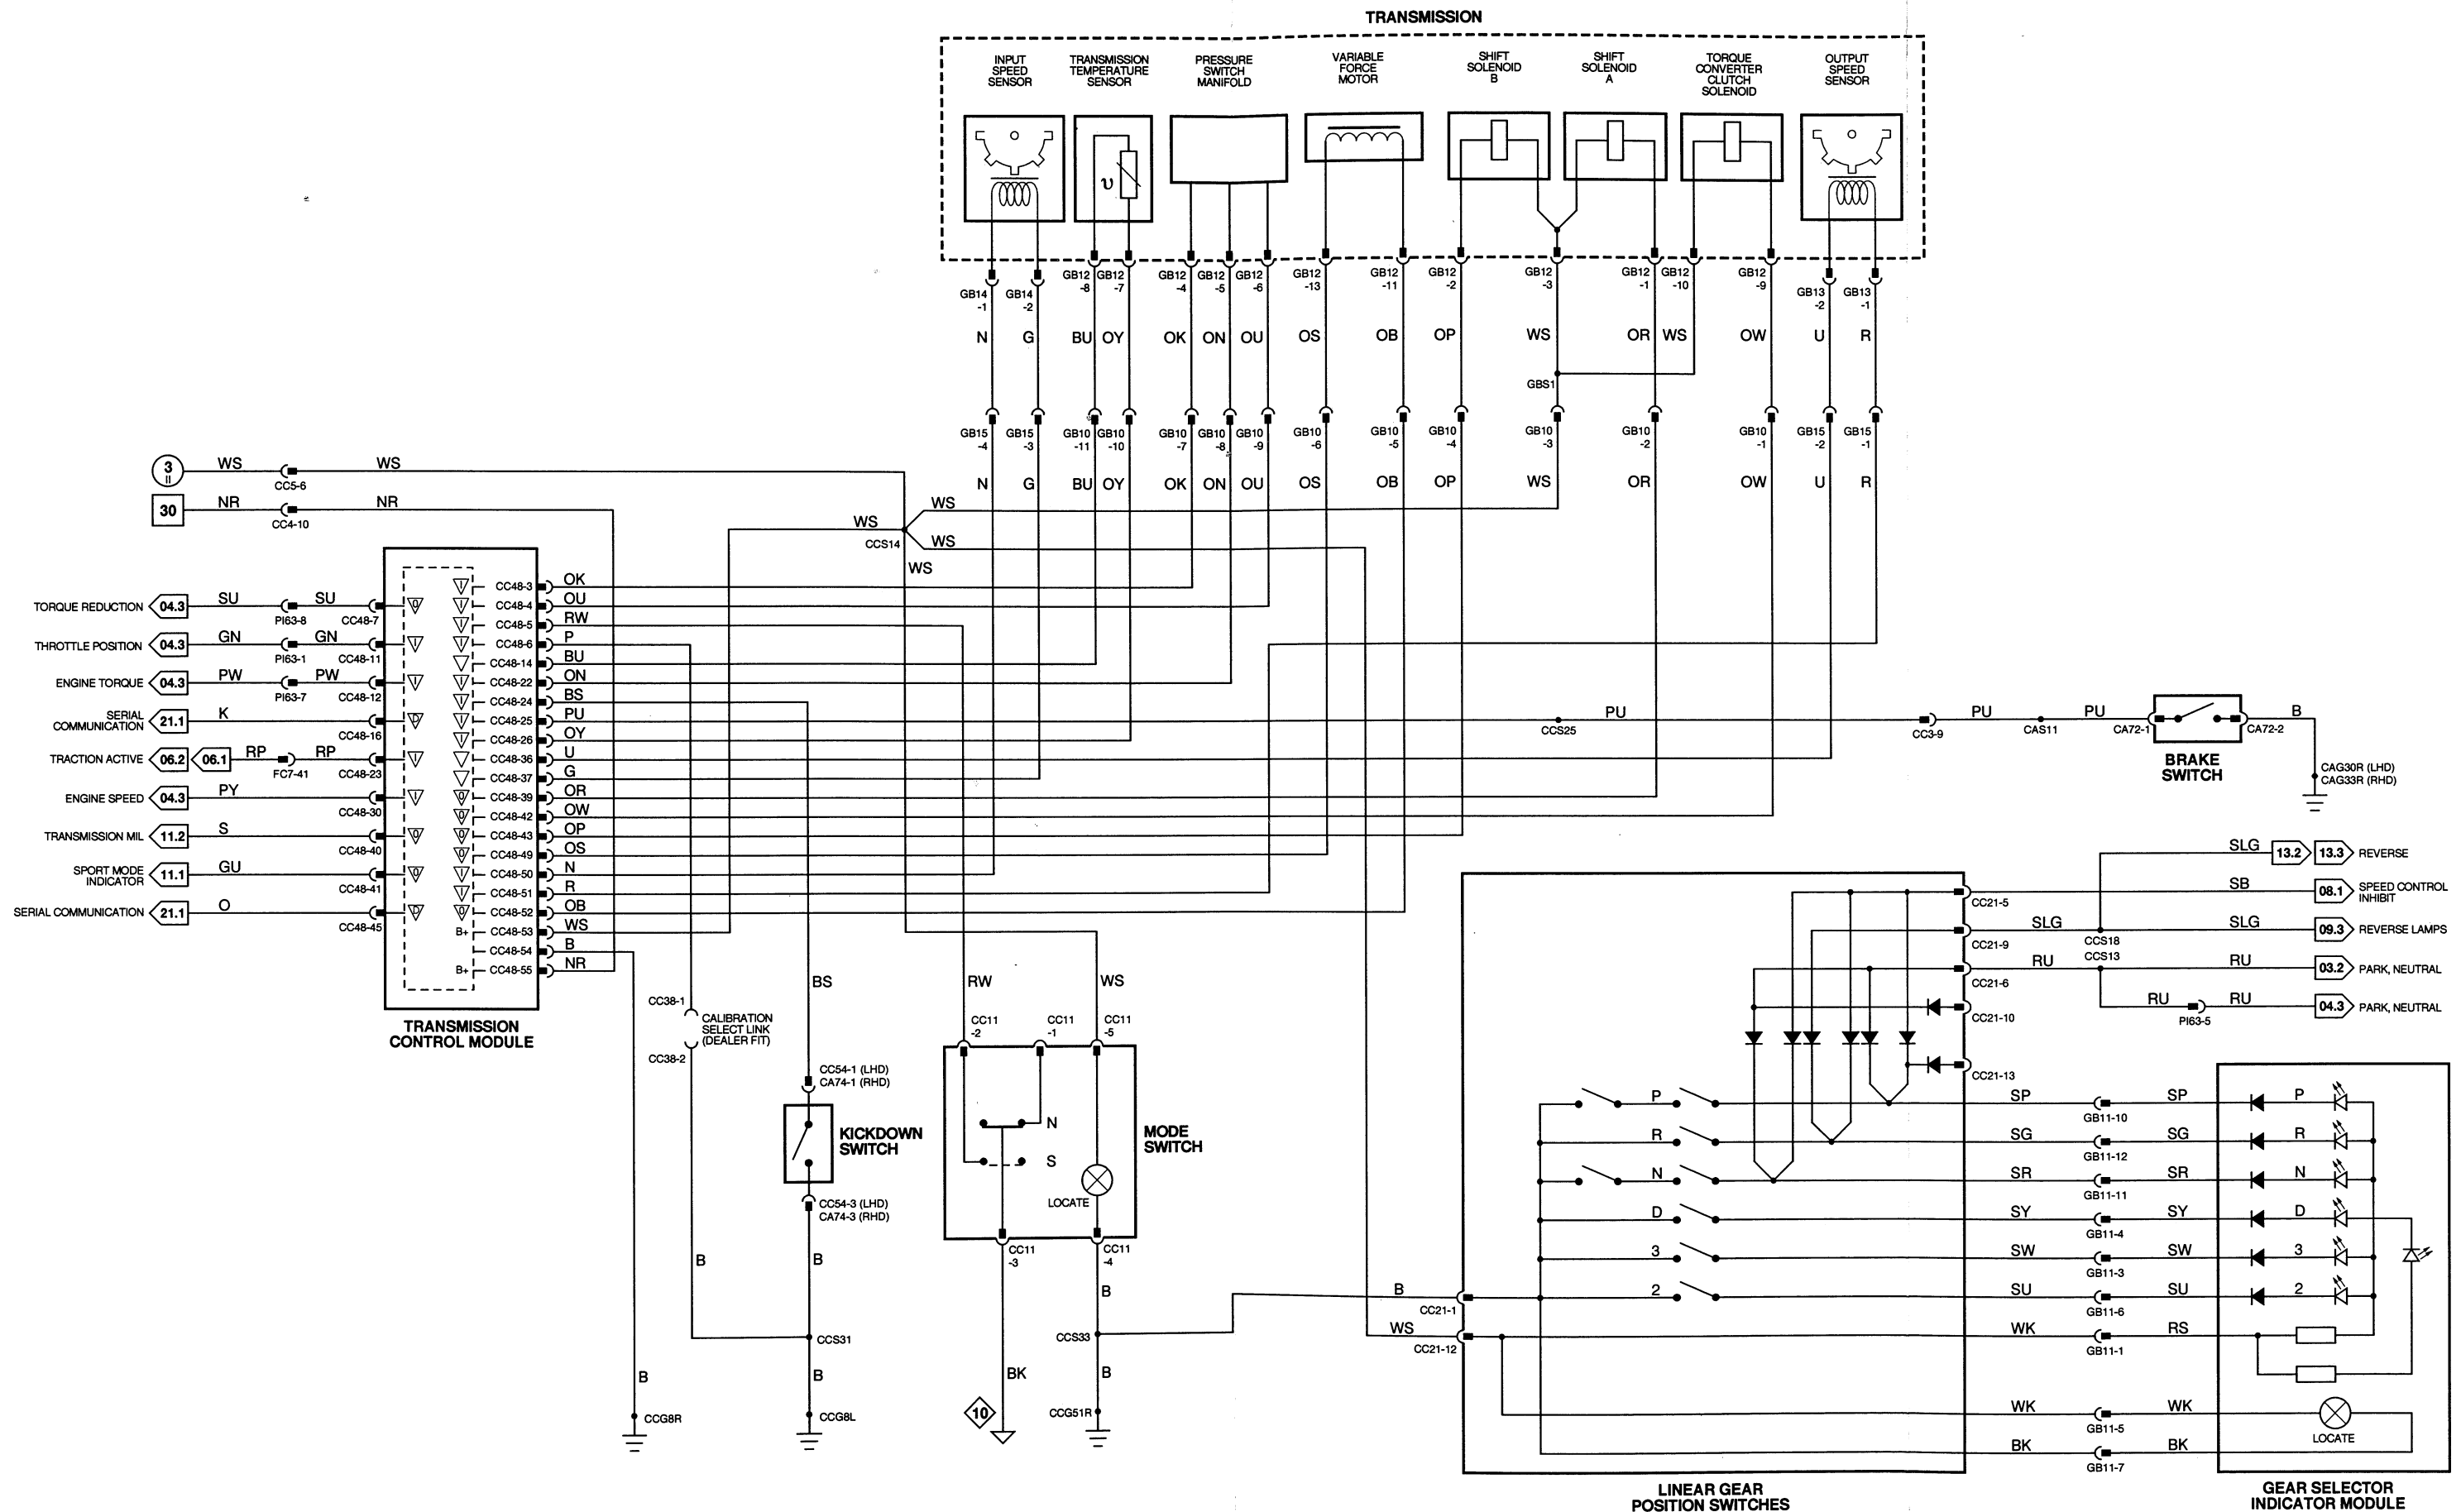 TRANSMISSION
INPUT SPEED SENSOR
TRANSMISSION TEMPERATURE SENSOR
PRESSURE SWITCH MANIFOLD
VARIABLE FORCE MOTOR
SHIFT SOLENOID B
SHIFT SOLENOID A
TORQUE CONVERTER CLUTCH SOLENOID
OUTPUT SPEED SENSOR
GB14 -1
GB14 -2
GB12 -8
GB12 -7
GB12 -4
GB12 -5
GB12 -6
GB12 -13
GB12 -11
GB12 -2
GB12 -3
GB12 -1
GB12 -10
GB12 -9
GB13 -2
GB13 -1
N G BU OY OK ON OU OS OB OP WS OR WS OW U R
GBS1
GB15 -4
GB15 -3
GB10 -11
GB10 -10
GB10 -7
GB10 -8
GB10 -9
GB10 -6
GB10 -5
GB10 -4
GB10 -3
GB10 -2
GB10 -1
GB15 -2
GB15 -1
N G BU OY OK ON OU OS OB OP WS OR OW U R
3 II WS CC5-6 WS
30 NR CC4-10 NR
WS CCS14 WS
WS
WS
TORQUE REDUCTION 04.3 SU PI63-8 SU CC48-7 O
THROTTLE POSITION 04.3 GN PI63-1 GN CC48-11 I
ENGINE TORQUE 04.3 PW PI63-7 PW CC48-12 I
SERIAL COMMUNICATION 21.1 K CC48-16 D
TRACTION ACTIVE 06.2 06.1 RP FC7-41 RP CC48-23 I
ENGINE SPEED 04.3 PY CC48-30 I
TRANSMISSION MIL 11.2 S CC48-40 O
SPORT MODE INDICATOR 11.1 GU CC48-41 O
SERIAL COMMUNICATION 21.1 O CC48-45 D
I CC48-3 OK
I CC48-4 OU
I CC48-5 RW
I CC48-6 P
CC48-14 BU
I CC48-22 ON
I CC48-24 BS
I CC48-25 PU
I CC48-26 OY
CC48-36 U
CC48-37 G
O CC48-39 OR
O CC48-42 OW
O CC48-43 OP
O CC48-49 OS
I CC48-50 N
I CC48-51 R
O CC48-52 OB
B+ CC48-53 WS
CC48-54 B
B+ CC48-55 NR
TRANSMISSION CONTROL MODULE
CCS25 PU CC3-9 PU CAS11 PU CA72-1 CA72-2 B
BRAKE SWITCH
CAG30R (LHD)
CAG33R (RHD)
CC38-1
CALIBRATION SELECT LINK (DEALER FIT)
CC38-2
B
B
CCG8R
BS
CC54-1 (LHD)
CA74-1 (RHD)
KICKDOWN SWITCH
CC54-3 (LHD)
CA74-3 (RHD)
B
CCS31
B
CCG8L
RW WS
CC11 -2
CC11 -1
CC11 -5
N
S
LOCATE
MODE SWITCH
CC11 -3
CC11 -4
B
CCS33
BK
10
B
CCG51R
B CC21-1
WS CC21-12
CC21-5 SB 08.1 SPEED CONTROL INHIBIT
SLG 13.2 13.3 REVERSE
CC21-9 SLG CCS18 SLG 09.3 REVERSE LAMPS
CC21-6 RU CCS13 RU 03.2 PARK, NEUTRAL
RU PI63-5 RU 04.3 PARK, NEUTRAL
CC21-10
CC21-13
P SP GB11-10 SP P
R SG GB11-12 SG R
N SR GB11-11 SR N
D SY GB11-4 SY D
3 SW GB11-3 SW 3
2 SU GB11-6 SU 2
WK GB11-1 RS
WK GB11-5 WK
LOCATE
BK GB11-7 BK
LINEAR GEAR POSITION SWITCHES
GEAR SELECTOR INDICATOR MODULE